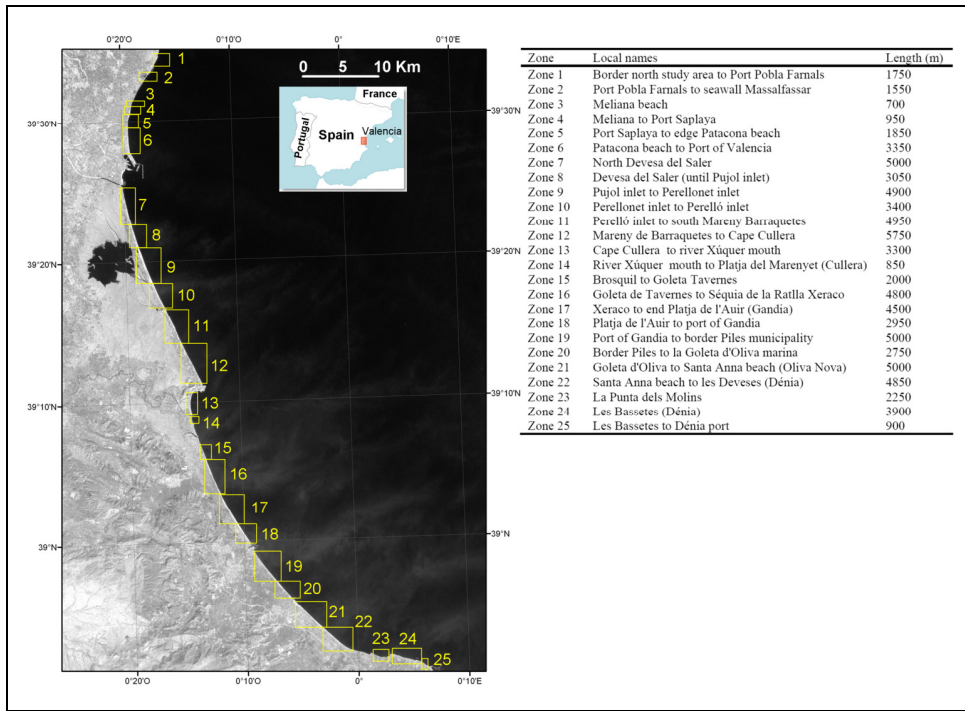 0°20'O 0°10'O 0° 0°10'E
0 5 10 Km
France
Portugal
Spain
Valencia
39°30'N
39°20'N
39°10'N
39°N
39°30'N
39°20'N
39°10'N
39°N
1
2
3
4
5
6
7
8
9
10
11
12
13
14
15
16
17
18
19
20
21
22
23
24
25
0°20'O 0°10'O 0° 0°10'E
Zone Local names Length (m)
Zone 1 Border north study area to Port Pobla Farnals 1750
Zone 2 Port Pobla Farnals to seawall Massalfassar 1550
Zone 3 Meliana beach 700
Zone 4 Meliana to Port Saplaya 950
Zone 5 Port Saplaya to edge Patacona beach 1850
Zone 6 Patacona beach to Port of Valencia 3350
Zone 7 North Devesa del Saler 5000
Zone 8 Devesa del Saler (until Pujol inlet) 3050
Zone 9 Pujol inlet to Perellonet inlet 4900
Zone 10 Perellonet inlet to Perelló inlet 3400
Zone 11 Perelló inlet to south Mareny Barraquetes 4950
Zone 12 Mareny de Barraquetes to Cape Cullera 5750
Zone 13 Cape Cullera to river Xúquer mouth 3300
Zone 14 River Xúquer mouth to Platja del Marenyet (Cullera) 850
Zone 15 Brosquil to Goleta Tavernes 2000
Zone 16 Goleta de Tavernes to Séquia de la Ratlla Xeraco 4800
Zone 17 Xeraco to end Platja de l'Auir (Gandia) 4500
Zone 18 Platja de l'Auir to port of Gandia 2950
Zone 19 Port of Gandia to border Piles municipality 5000
Zone 20 Border Piles to la Goleta d'Oliva marina 2750
Zone 21 Goleta d'Oliva to Santa Anna beach (Oliva Nova) 5000
Zone 22 Santa Anna beach to les Deveses (Dénia) 4850
Zone 23 La Punta dels Molins 2250
Zone 24 Les Bassetes (Dénia) 3900
Zone 25 Les Bassetes to Dénia port 900